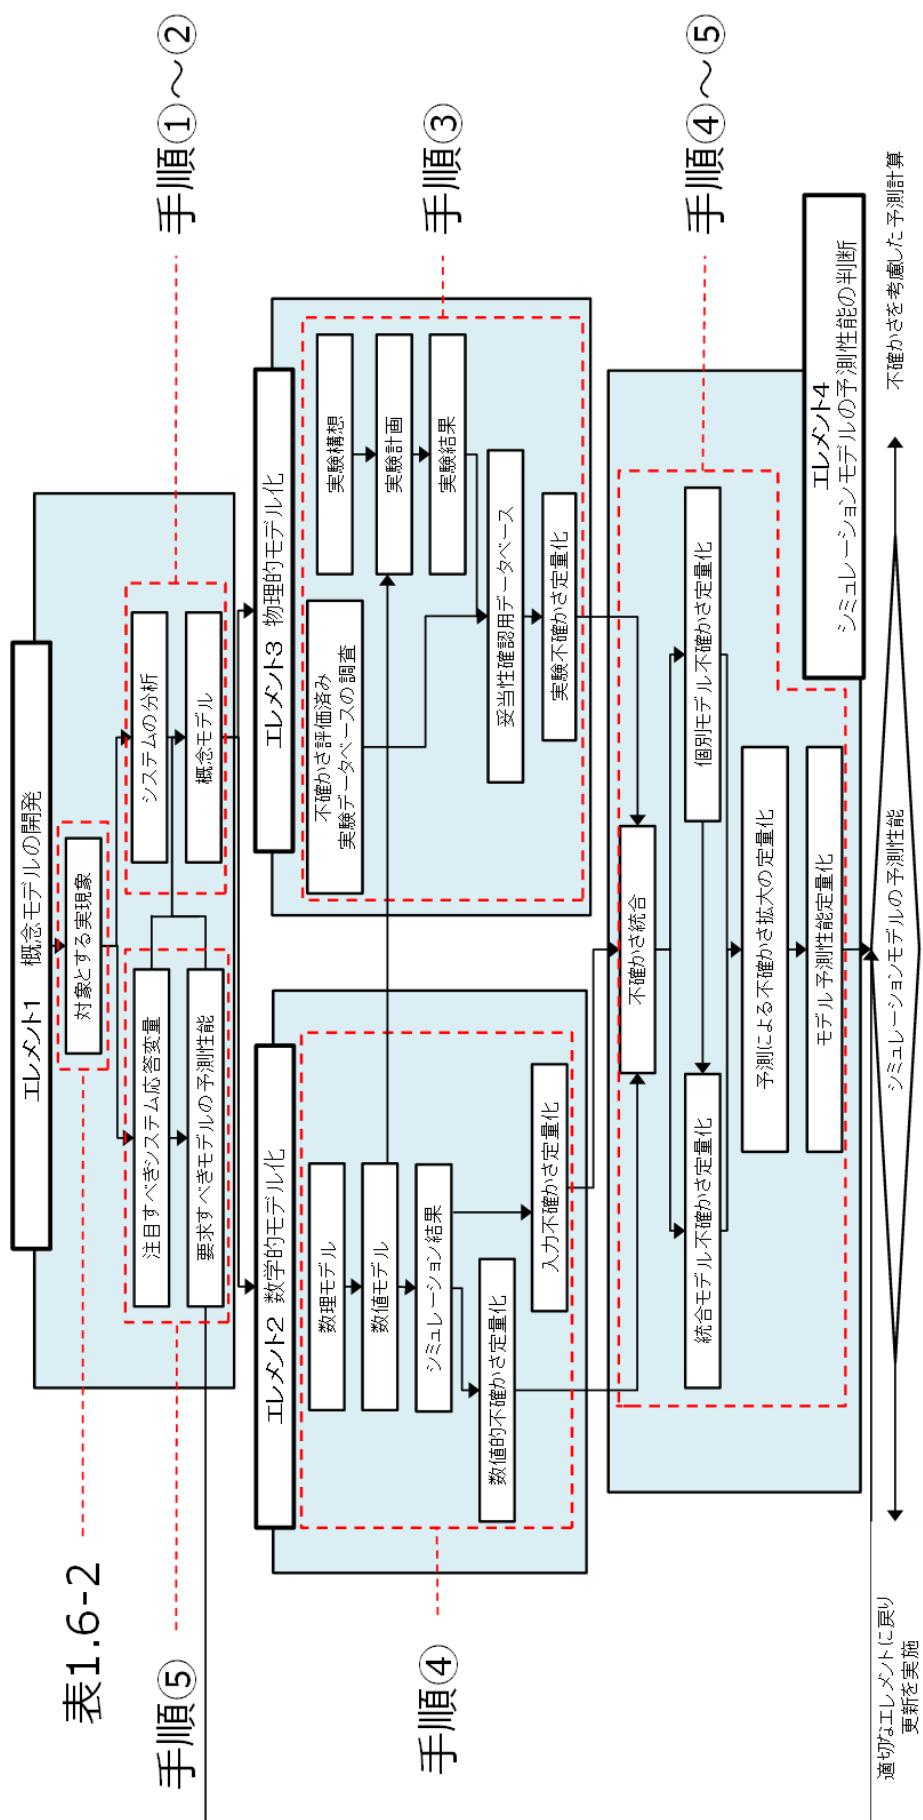 エレメント1　概念モデルの開発
対象とする実現象
表1.6-2
注目すべきシステム応答変量
要求すべきモデルの予測性能
手順⑤
システムの分析
概念モデル
手順①～②
エレメント2　数学的モデル化
数理モデル
数値モデル
シミュレーション結果
数値的不確かさ定量化
入力不確かさ定量化
手順④
エレメント3　物理的モデル化
不確かさ評価済み
実験データベースの調査
実験構想
実験計画
実験結果
妥当性確認用データベース
実験不確かさ定量化
手順③
不確かさ統合
統合モデル不確かさ定量化
個別モデル不確かさ定量化
予測による不確かさ拡大の定量化
モデル予測性能定量化
手順④～⑤
エレメント4
シミュレーションモデルの予測性能の判断
シミュレーションモデルの予測性能
適切なエレメントに戻り
更新を実施
不確かさを考慮した予測計算